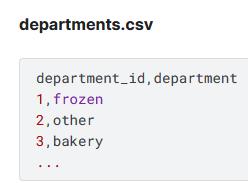 departments.csv
department_id,department
1,frozen
2,other
3,bakery
...